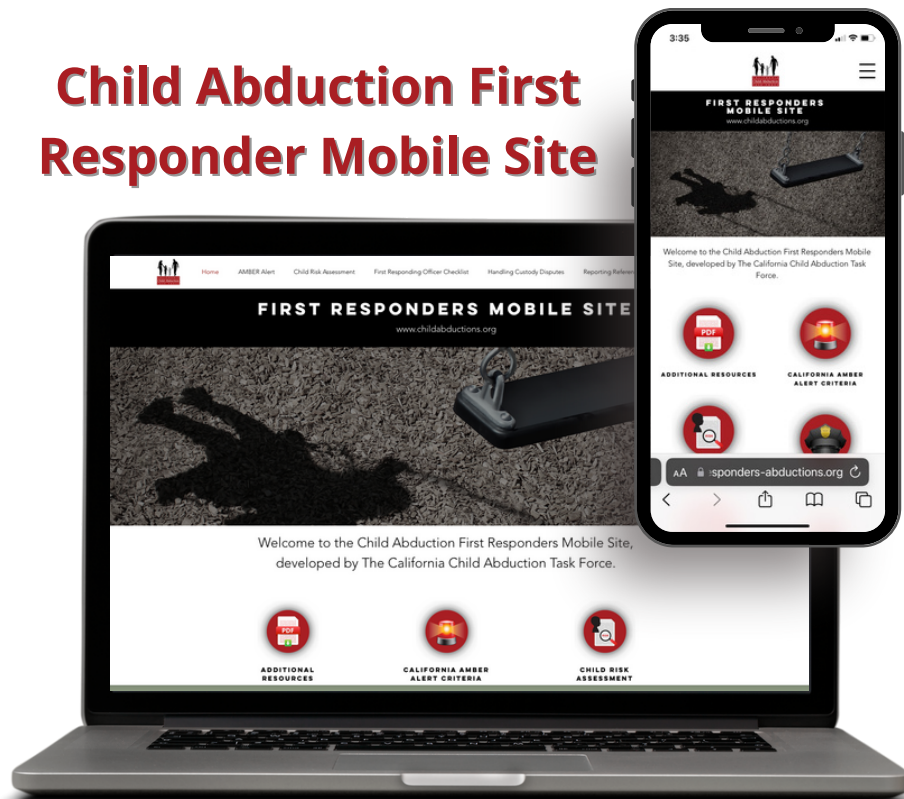 Child Abduction First
Responder Mobile Site
Home
AMBER Alert
Child Risk Assessment
First Responding Officer Checklist
Handling Custody Disputes
Reporting
FIRST RESPONDERS MOBILE SITE
www.childabductions.org
Welcome to the Child Abduction First Responders Mobile Site,
developed by The California Child Abduction Task Force.
PDF
ADDITIONAL
RESOURCES
CALIFORNIA AMBER
ALERT CRITERIA
CHILD RISK
ASSESSMENT
3:35
FIRST RESPONDERS
MOBILE SITE
www.childabductions.org
Welcome to the Child Abduction First Responders Mobile
Site, developed by The California Child Abduction Task
Force.
PDF
ADDITIONAL RESOURCES
CALIFORNIA AMBER
ALERT CRITERIA
AA
sponders-abductions.org